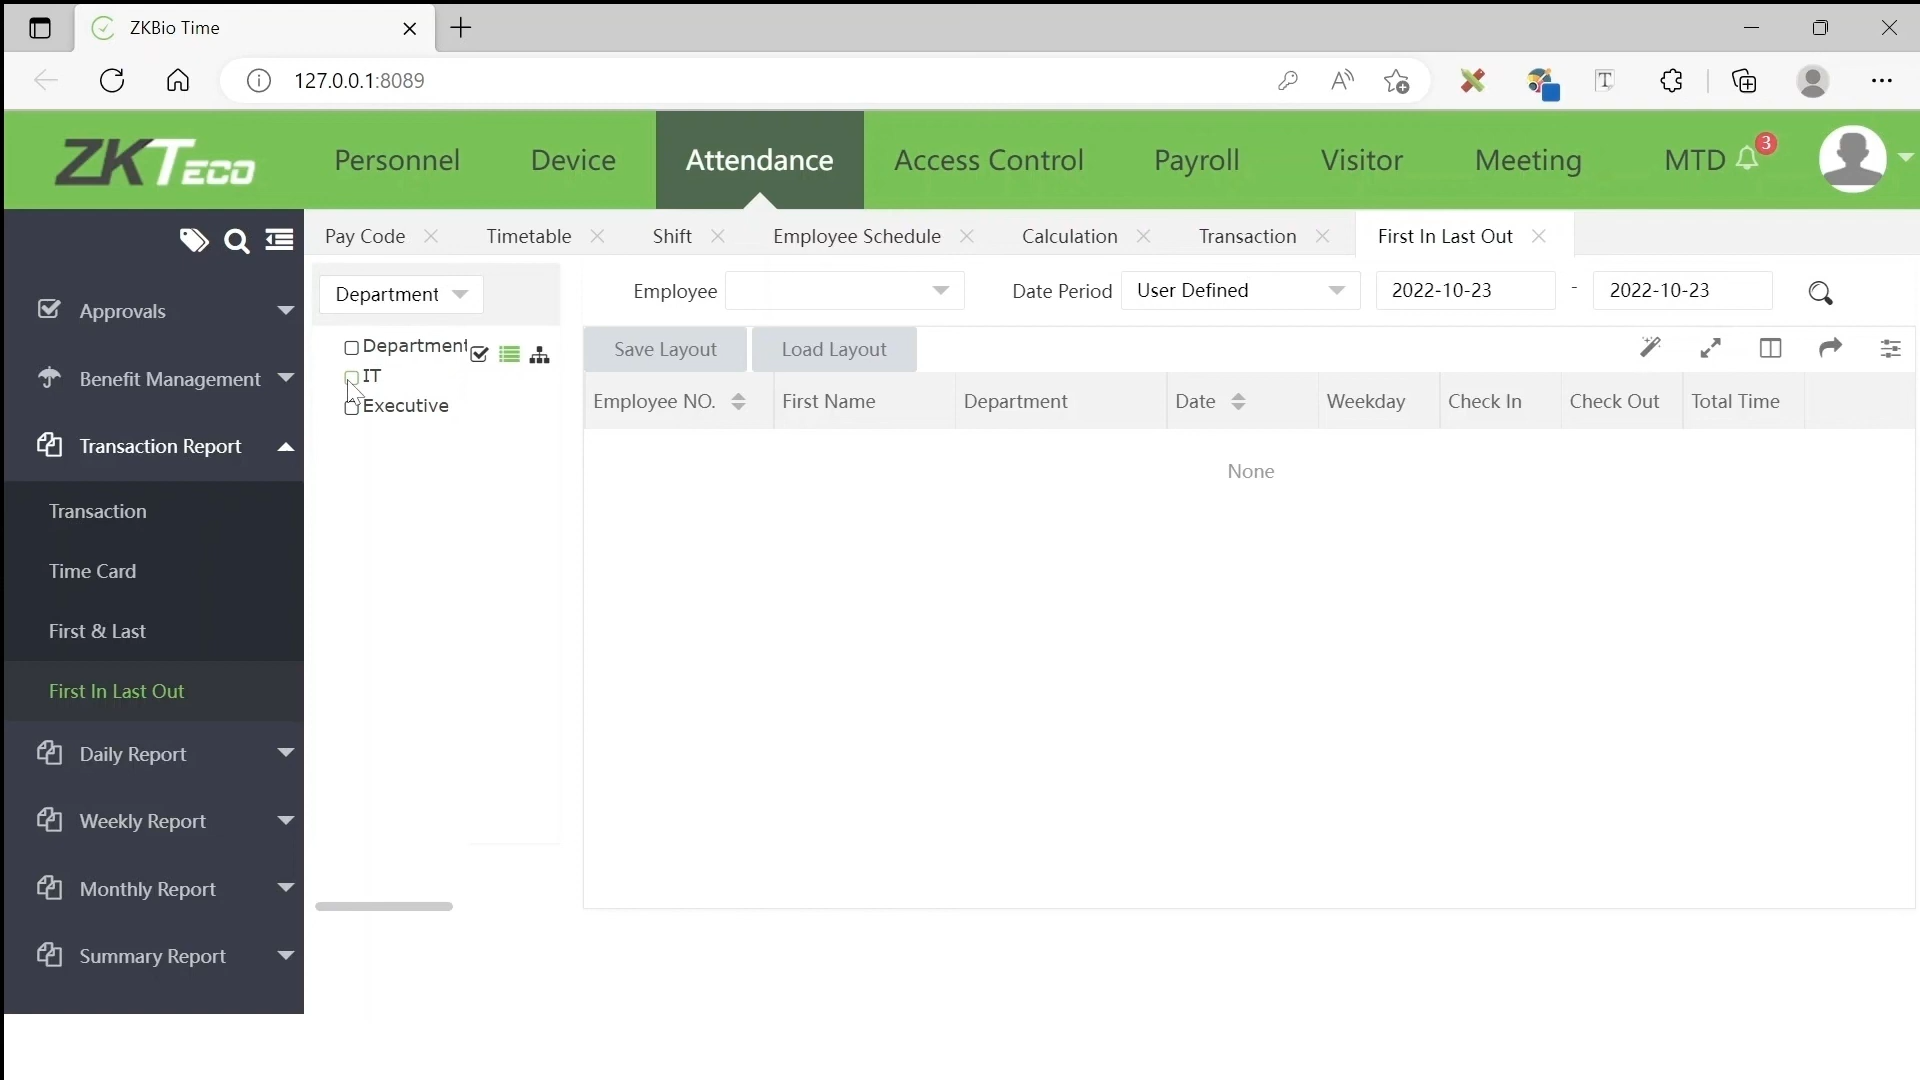 ZKBio Time
127.0.0.1:8089
ZKTECO
Personnel
Device
Attendance
Access Control
Payroll
Visitor
Meeting
MTD
3
Pay Code
Timetable
Shift
Employee Schedule
Calculation
Transaction
First In Last Out
Approvals
Benefit Management
Transaction Report
Transaction
Time Card
First & Last
First In Last Out
Daily Report
Weekly Report
Monthly Report
Summary Report
Department
Department
IT
Executive
Employee
Date Period
User Defined
2022-10-23
-
2022-10-23
Save Layout
Load Layout
Employee NO.
First Name
Department
Date
Weekday
Check In
Check Out
Total Time
None